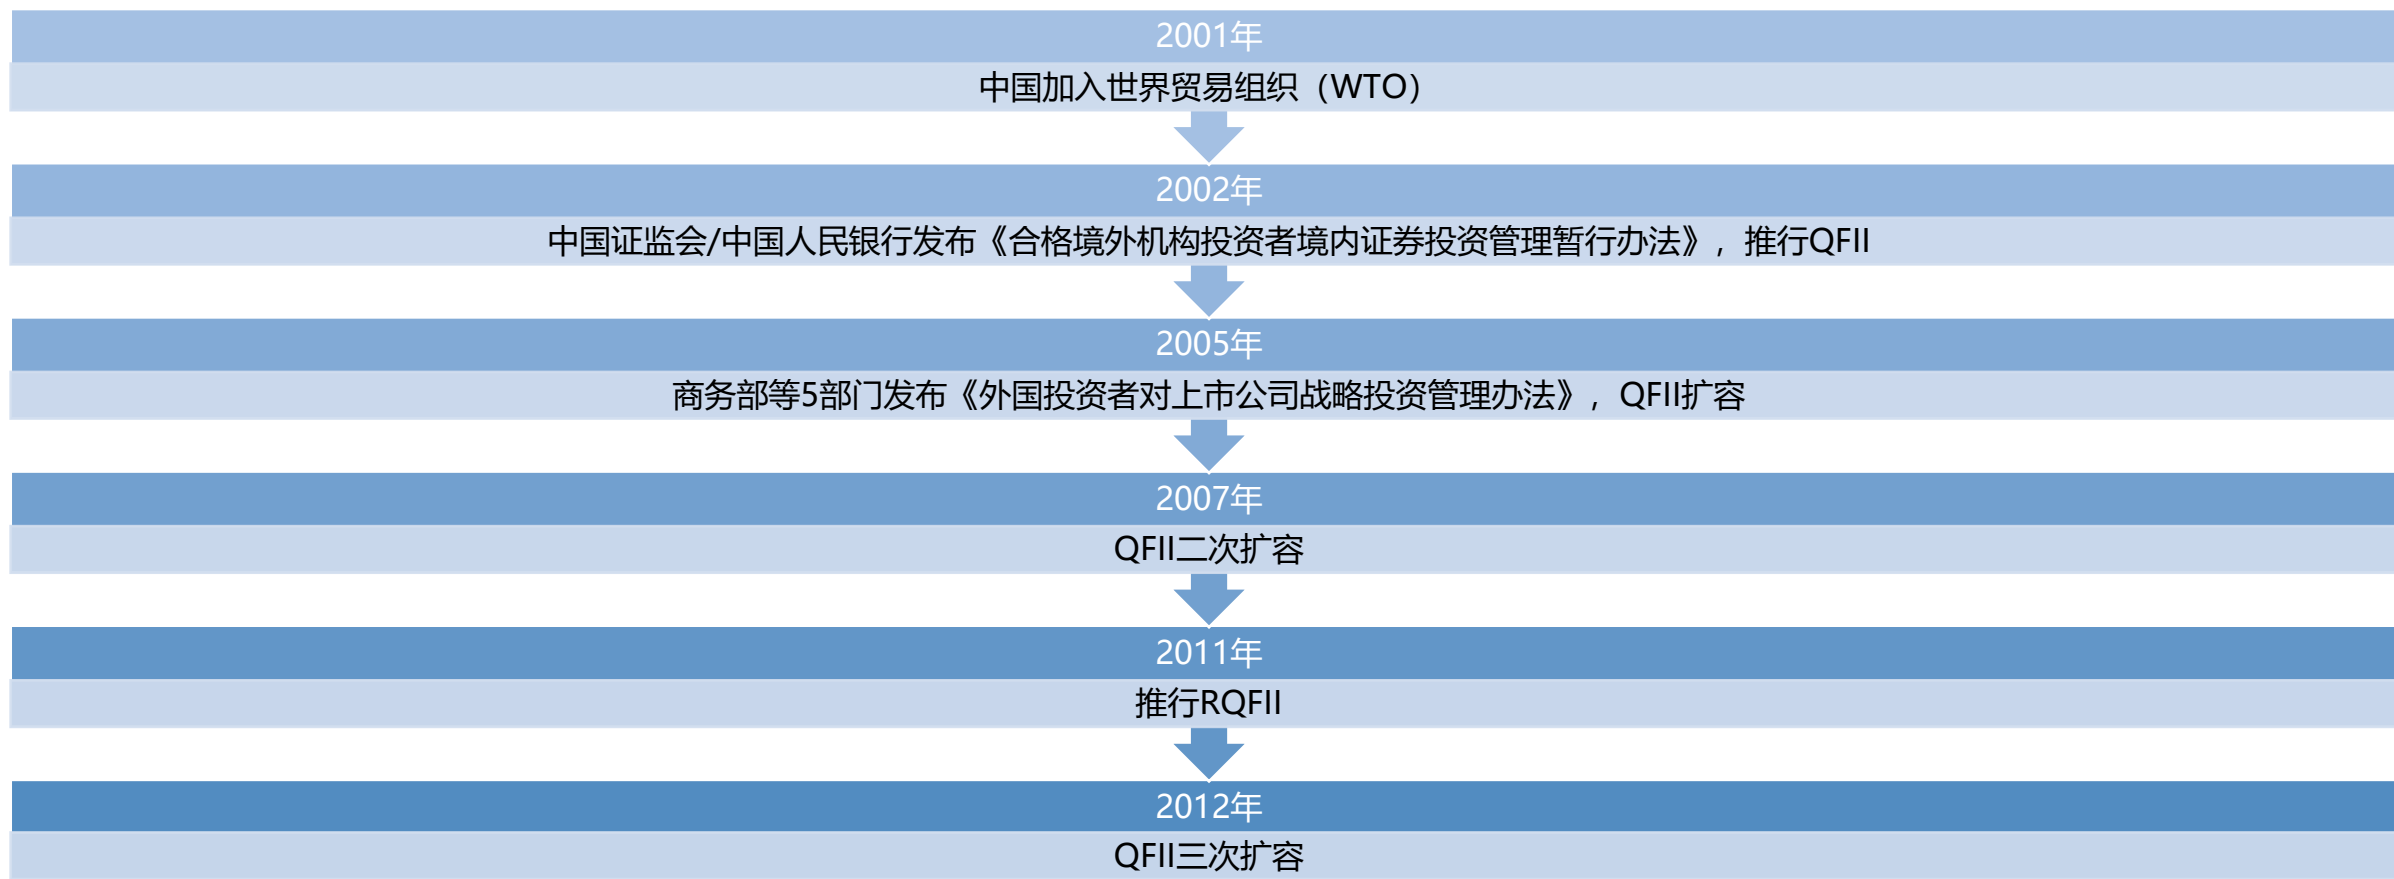 2001年
中国加入世界贸易组织（WTO）
2002年
中国证监会/中国人民银行发布《合格境外机构投资者境内证券投资管理暂行办法》，推行QFII
2005年
商务部等5部门发布《外国投资者对上市公司战略投资管理办法》，QFII扩容
2007年
QFII二次扩容
2011年
推行RQFII
2012年
QFII三次扩容